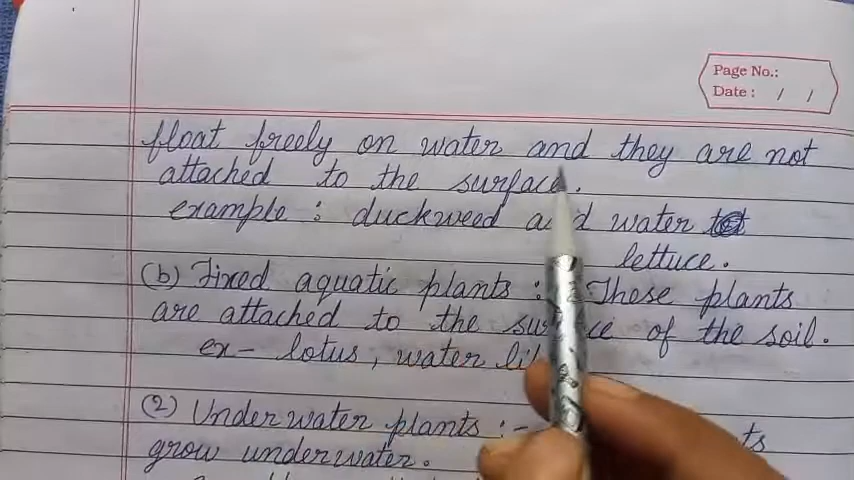 Page No.:
Date : / /
float freely on water and they are not
attached to the surface.
example : duckweed and water
lettuce.
(b) Fixed aquatic plants : These plants
are attached to the surface of the soil.
ex- lotus, water
(2) Underwater plants :-
grow underwater.